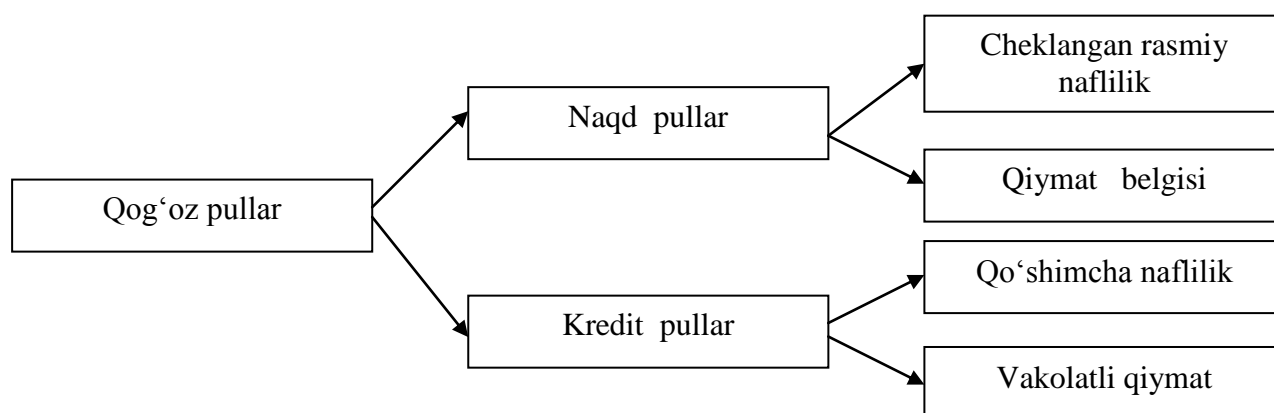 Qog‘oz pullar
Naqd pullar
Kredit pullar
Cheklangan rasmiy
naflilik
Qiymat belgisi
Qo‘shimcha naflilik
Vakolatli qiymat